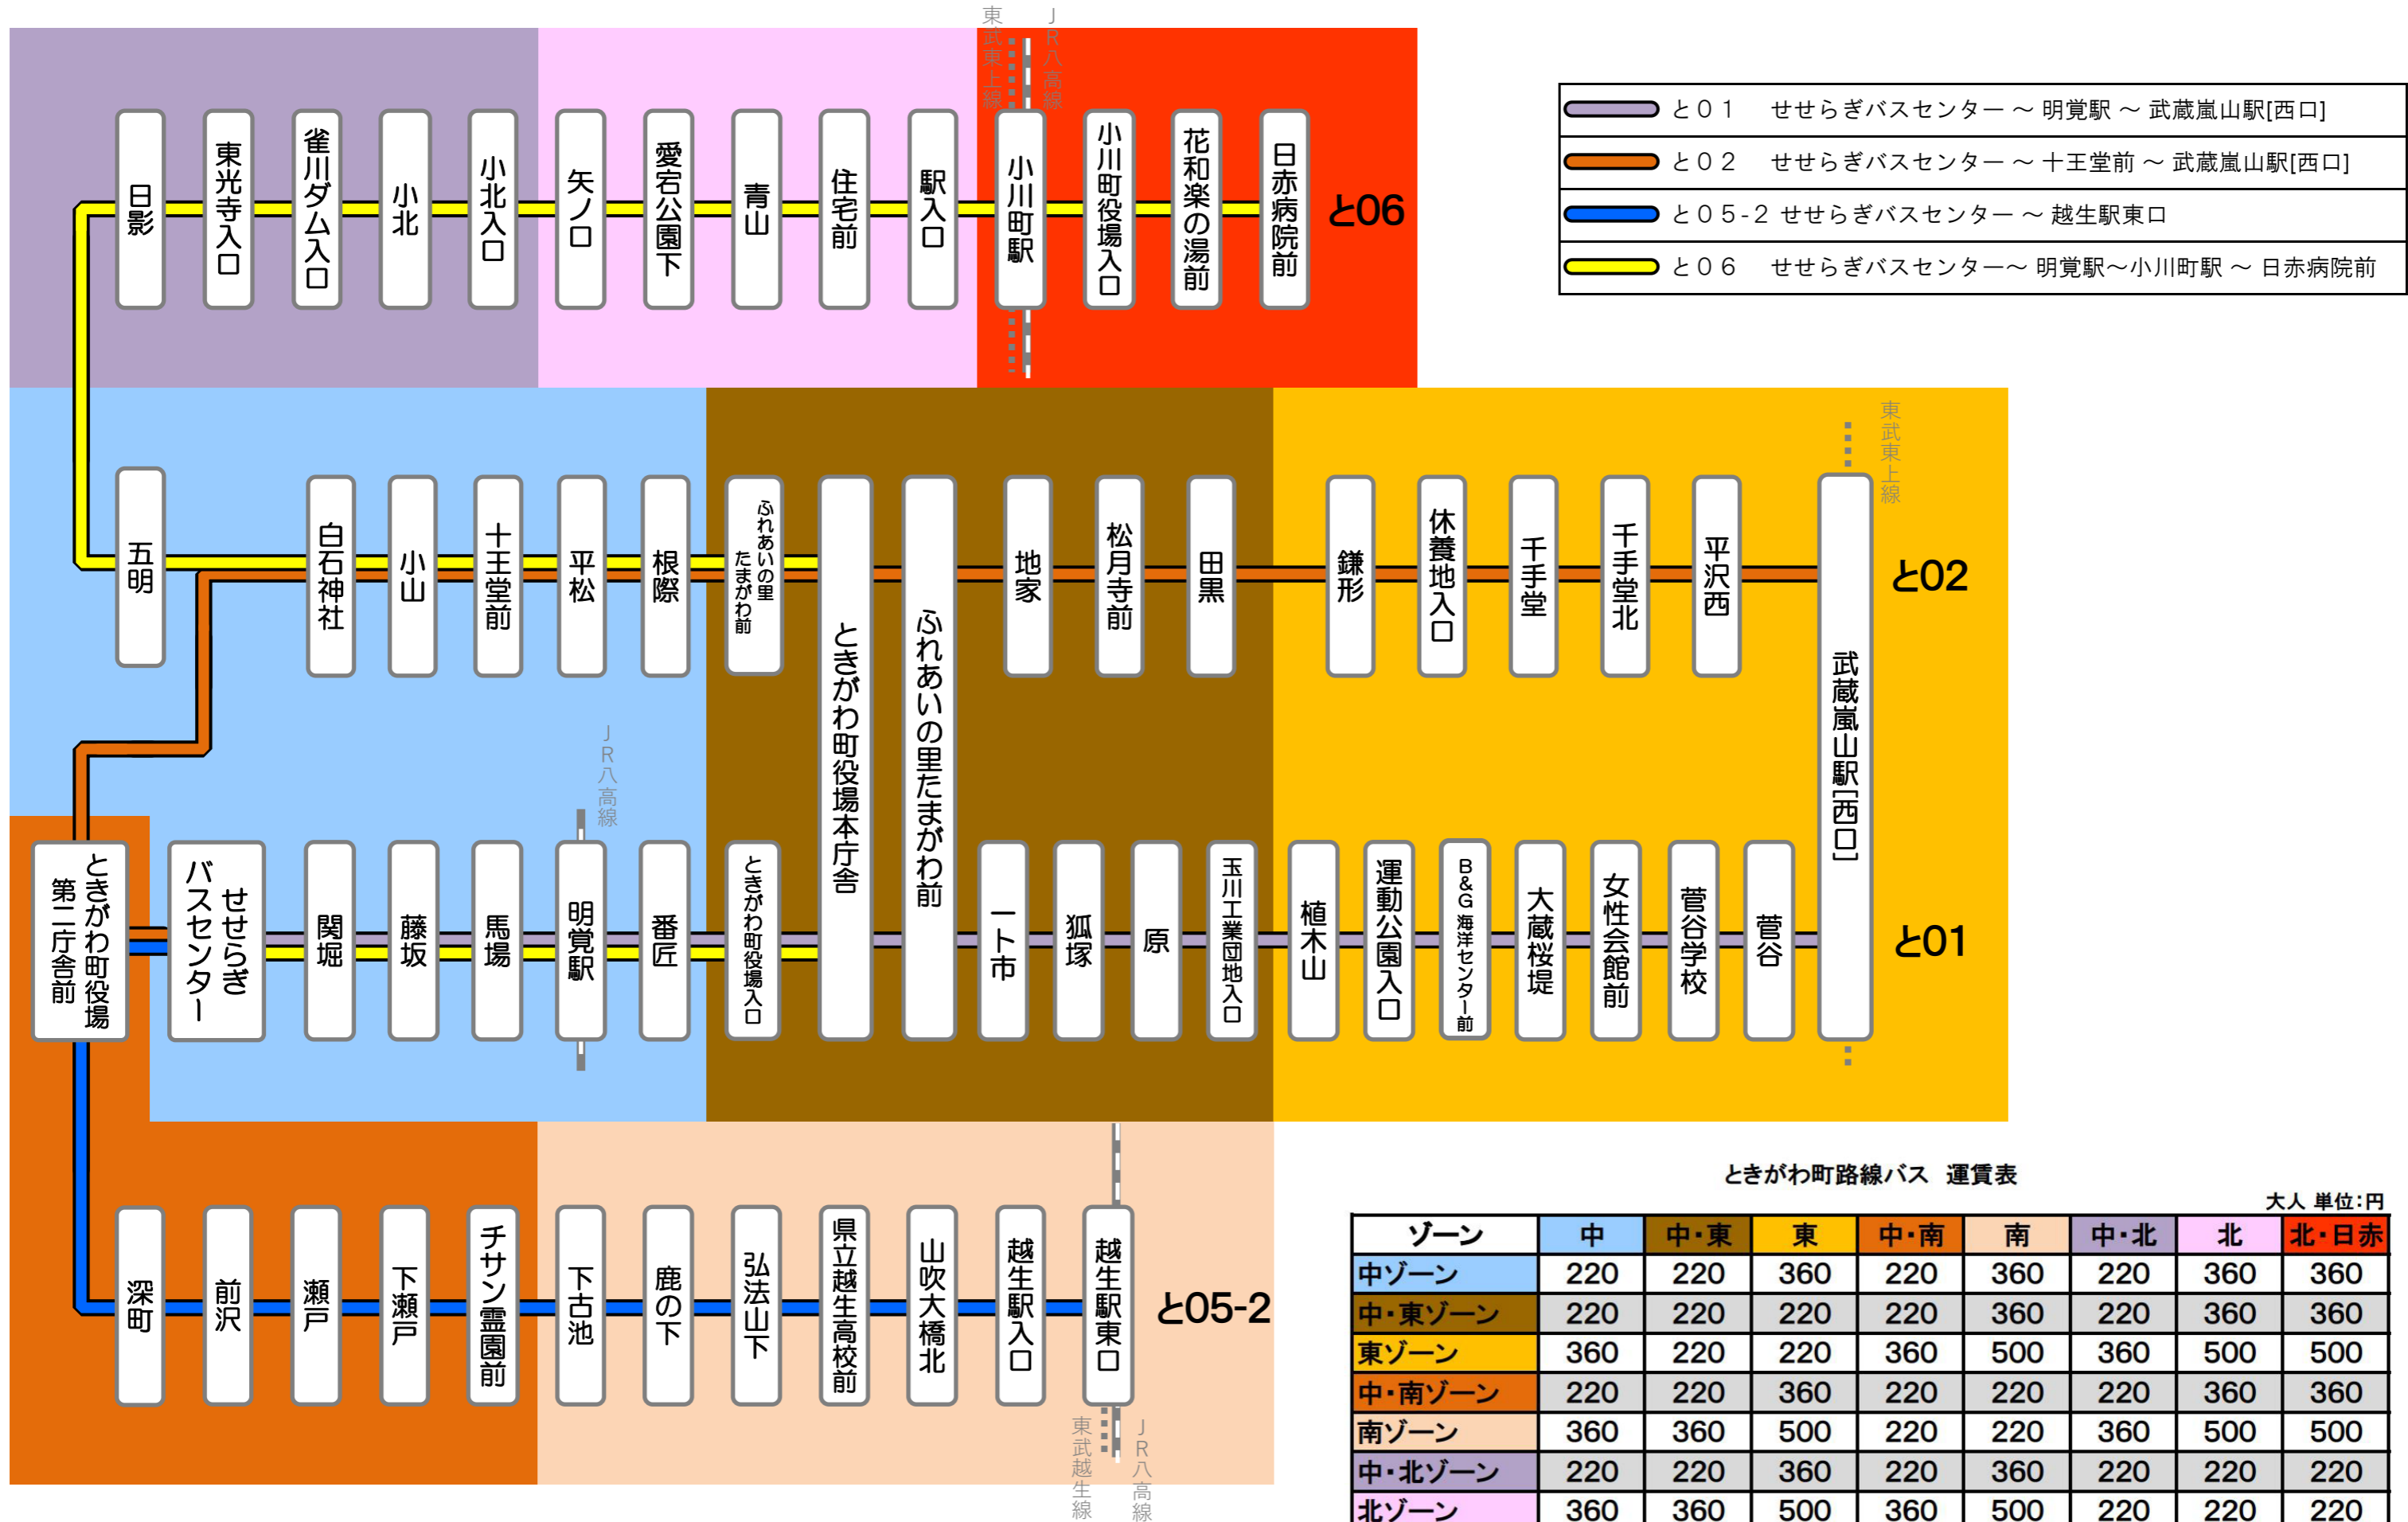 東武東上線
JR八高線
日影
東光寺入口
雀川ダム入口
小北
小北入口
矢ノ口
愛宕公園下
青山
住宅前
駅入口
小川町駅
小川町役場入口
花和楽の湯前
日赤病院前
と06
と01 せせらぎバスセンター ～ 明覚駅 ～ 武蔵嵐山駅[西口]
と02 せせらぎバスセンター ～ 十王堂前 ～ 武蔵嵐山駅[西口]
と05-2 せせらぎバスセンター ～ 越生駅東口
と06 せせらぎバスセンター～ 明覚駅～小川町駅 ～ 日赤病院前
東武東上線
五明
白石神社
小山
十王堂前
平松
根際
ふれあいの里
たまがわ前
ときがわ町役場本庁舎
ふれあいの里たまがわ前
地家
松月寺前
田黒
鎌形
休養地入口
千手堂
千手堂北
平沢西
武蔵嵐山駅[西口]
と02
JR八高線
ときがわ町役場
第二庁舎前
せせらぎ
バスセンター
関堀
藤坂
馬場
明覚駅
番匠
ときがわ町役場入口
一ト市
狐塚
原
玉川工業団地入口
植木山
運動公園入口
B&G海洋センター前
大蔵桜堤
女性会館前
菅谷学校
菅谷
と01
深町
前沢
瀬戸
下瀬戸
チサン霊園前
下古池
鹿の下
弘法山下
県立越生高校前
山吹大橋北
越生駅入口
越生駅東口
と05-2
東武越生線
JR八高線
ときがわ町路線バス 運賃表
大人 単位：円
ゾーン 中 中・東 東 中・南 南 中・北 北 北・日赤
中ゾーン 220 220 360 220 360 220 360 360
中・東ゾーン 220 220 220 220 360 220 360 360
東ゾーン 360 220 220 360 500 360 500 500
中・南ゾーン 220 220 360 220 220 220 360 360
南ゾーン 360 360 500 220 220 360 500 500
中・北ゾーン 220 220 360 220 360 220 220 220
北ゾーン 360 360 500 360 500 220 220 220